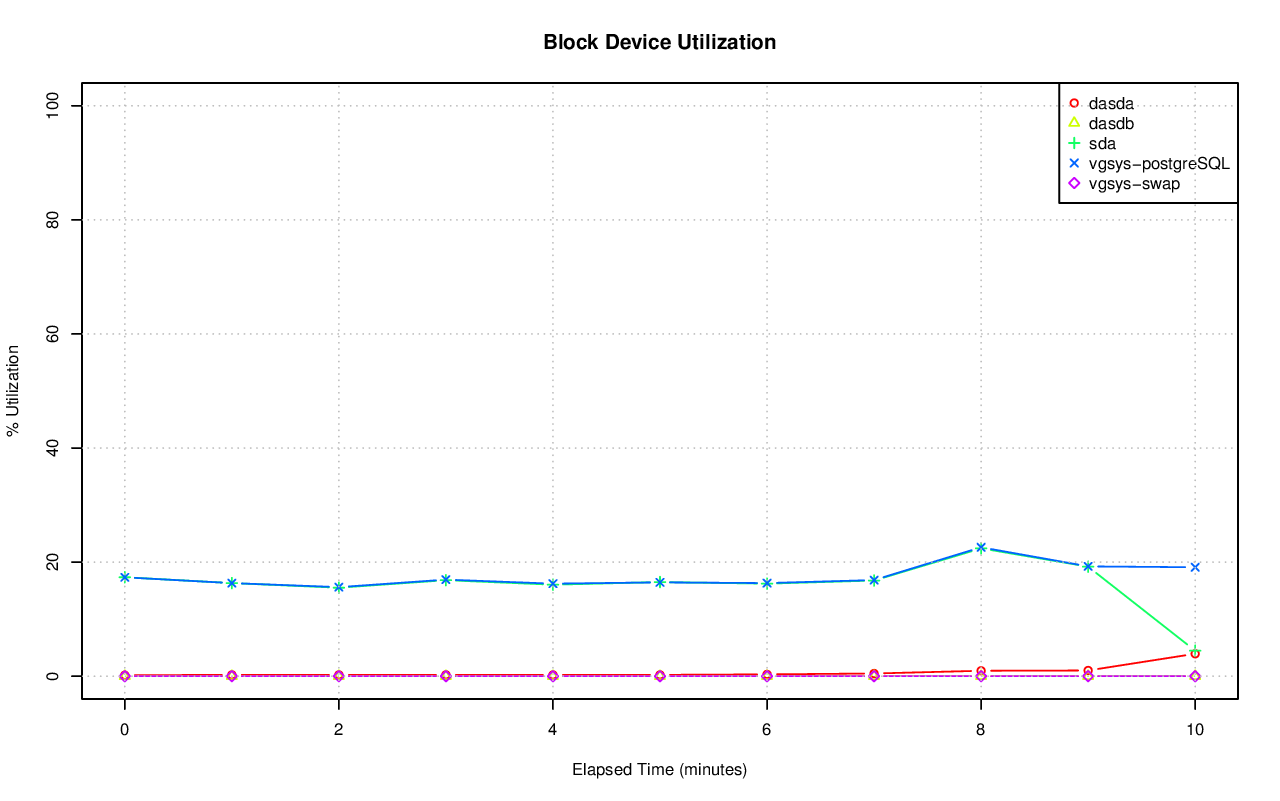 Block Device Utilization
dasda
dasdb
sda
vgsys−postgreSQL
vgsys−swap
% Utilization
100
80
60
40
20
0
0 2 4 6 8 10
Elapsed Time (minutes)